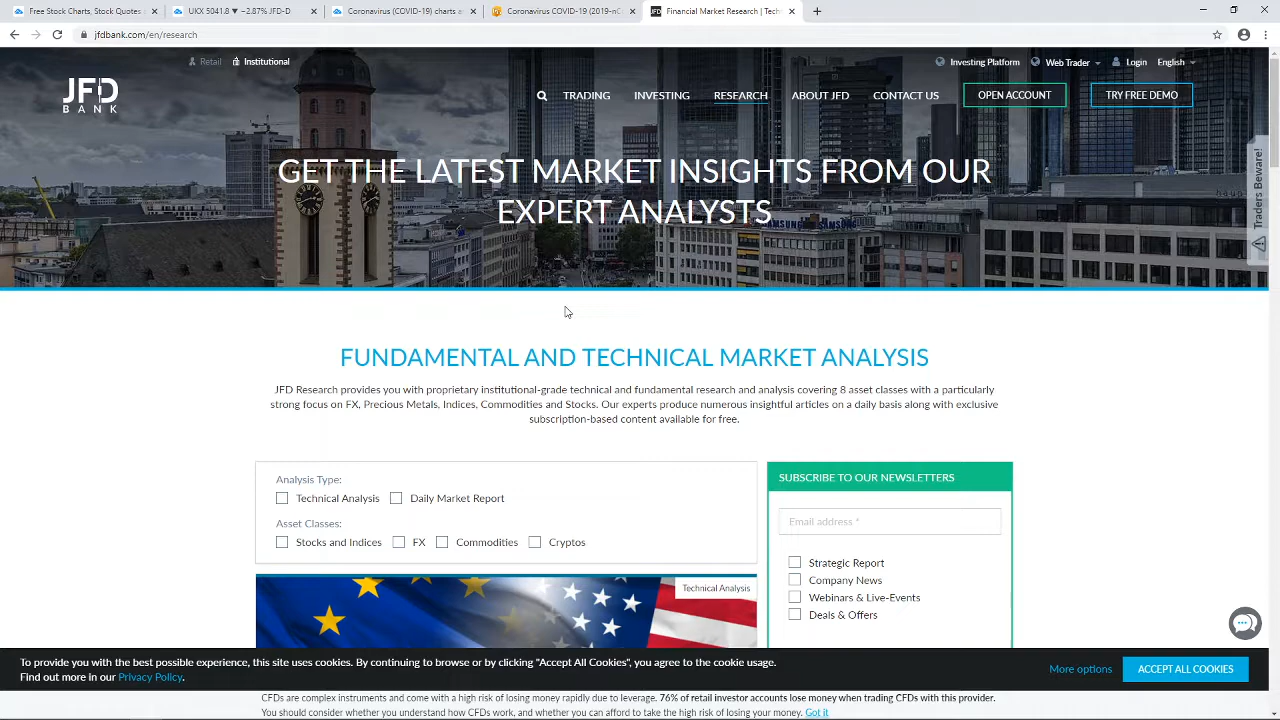 Free Stock Charts, Stock Quotes
UKX 5041.8 ▼ −2.87% JFD-D
Coronavirus (COVID-19) charts
Coronavirus COVID-19 (2019-nC
Financial Market Research | Tech
jfdbank.com/en/research
Retail
Institutional
Investing Platform
Web Trader
Login
English
JFD
BANK
TRADING
INVESTING
RESEARCH
ABOUT JFD
CONTACT US
OPEN ACCOUNT
TRY FREE DEMO
Traders Beware!
GET THE LATEST MARKET INSIGHTS FROM OUR
EXPERT ANALYSTS
SAMSUNG SAMSUNG
FUNDAMENTAL AND TECHNICAL MARKET ANALYSIS
JFD Research provides you with proprietary institutional-grade technical and fundamental research and analysis covering 8 asset classes with a particularly
strong focus on FX, Precious Metals, Indices, Commodities and Stocks. Our experts produce numerous insightful articles on a daily basis along with exclusive
subscription-based content available for free.
Analysis Type:
Technical Analysis
Daily Market Report
Asset Classes:
Stocks and Indices
FX
Commodities
Cryptos
Technical Analysis
SUBSCRIBE TO OUR NEWSLETTERS
Email address *
Strategic Report
Company News
Webinars & Live-Events
Deals & Offers
To provide you with the best possible experience, this site uses cookies. By continuing to browse or by clicking "Accept All Cookies", you agree to the cookie usage.
Find out more in our Privacy Policy.
More options
ACCEPT ALL COOKIES
CFDs are complex instruments and come with a high risk of losing money rapidly due to leverage. 76% of retail investor accounts lose money when trading CFDs with this provider.
You should consider whether you understand how CFDs work, and whether you can afford to take the high risk of losing your money. Got it